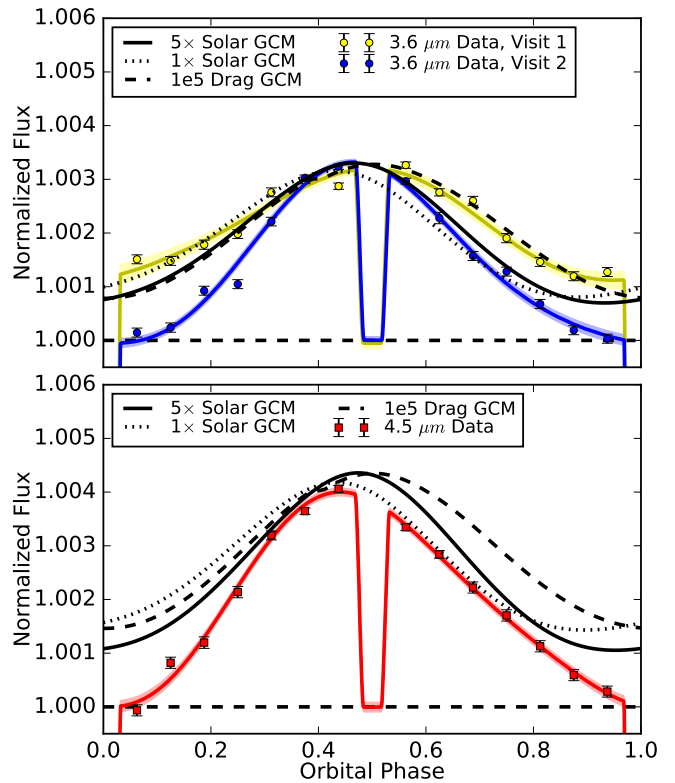 1.006
1.005
1.004
1.003
1.002
1.001
1.000
Normalized Flux
5× Solar GCM
1× Solar GCM
1e5 Drag GCM
3.6 μm Data, Visit 1
3.6 μm Data, Visit 2
1.006
1.005
1.004
1.003
1.002
1.001
1.000
Normalized Flux
5× Solar GCM
1× Solar GCM
1e5 Drag GCM
4.5 μm Data
0.0 0.2 0.4 0.6 0.8 1.0
Orbital Phase